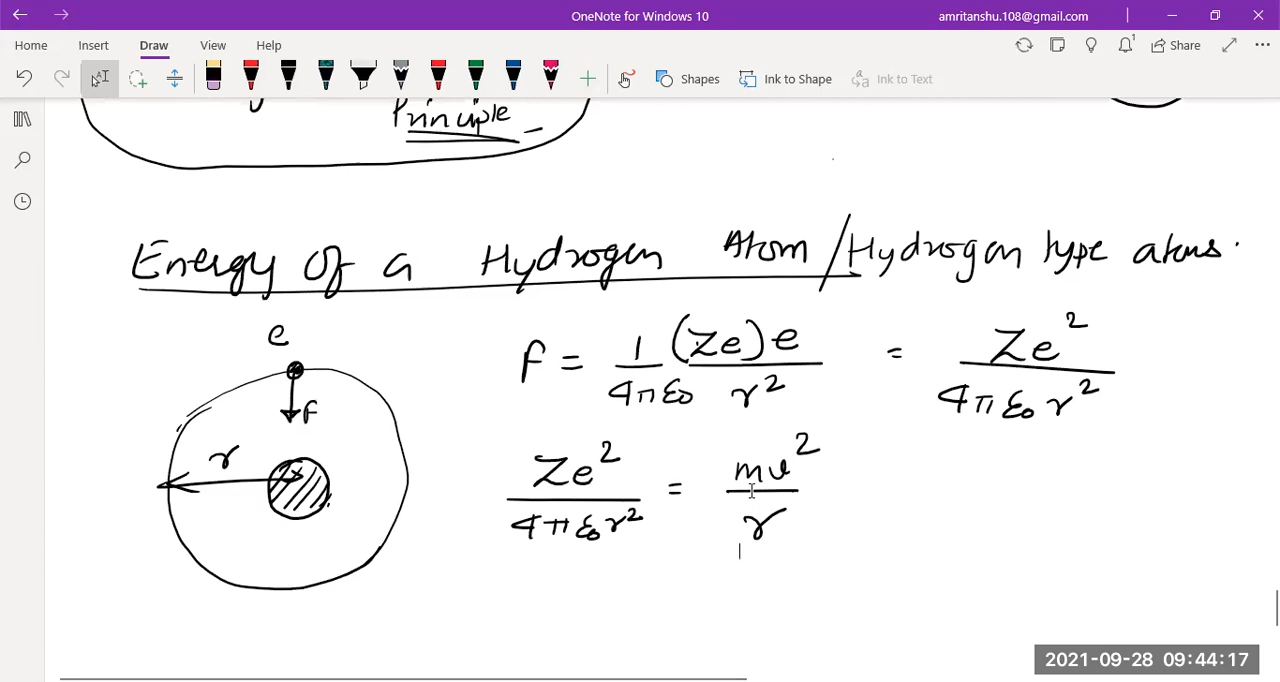 OneNote for Windows 10
amritanshu.108@gmail.com
Home Insert Draw View Help
Share
Shapes Ink to Shape Ink to Text
Principle
Energy Of a Hydrogen Atom / Hydrogen type atoms.
e
F
r
F = 1/(4πε₀) (Ze)e/r² = Ze²/(4πε₀r²)
Ze²/(4πε₀r²) = mv²/r
2021-09-28 09:44:17